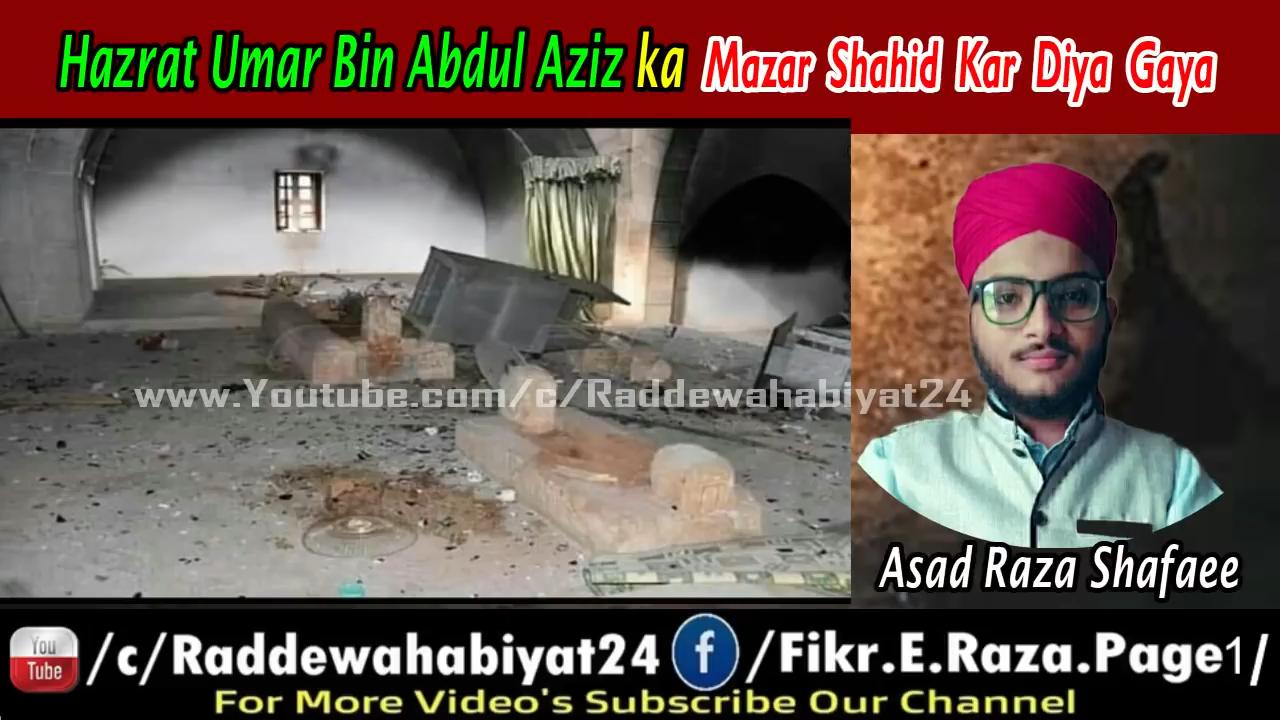 Hazrat Umar Bin Abdul Aziz ka Mazar Shahid Kar Diya Gaya
www.Youtube.com/c/Raddewahabiyat24
Asad Raza Shafaee
You Tube /c/Raddewahabiyat24 f /Fikr.E.Raza.Page1/
For More Video's Subscribe Our Channel